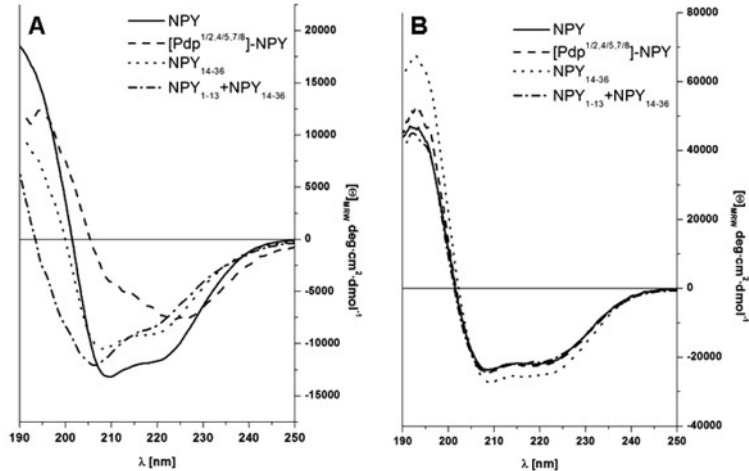 A
NPY
[Pdp1/2,4/5,7/8]-NPY
NPY14-36
NPY1-13+NPY14-36
20000
15000
10000
5000
0
-5000
-10000
-15000
[Θ]MRW deg·cm2·dmol-1
190 200 210 220 230 240 250
λ [nm]
B
NPY
[Pdp1/2,4/5,7/8]-NPY
NPY14-36
NPY1-13+NPY14-36
80000
60000
40000
20000
0
-20000
-40000
[Θ]MRW deg·cm2·dmol-1
190 200 210 220 230 240 250
λ [nm]